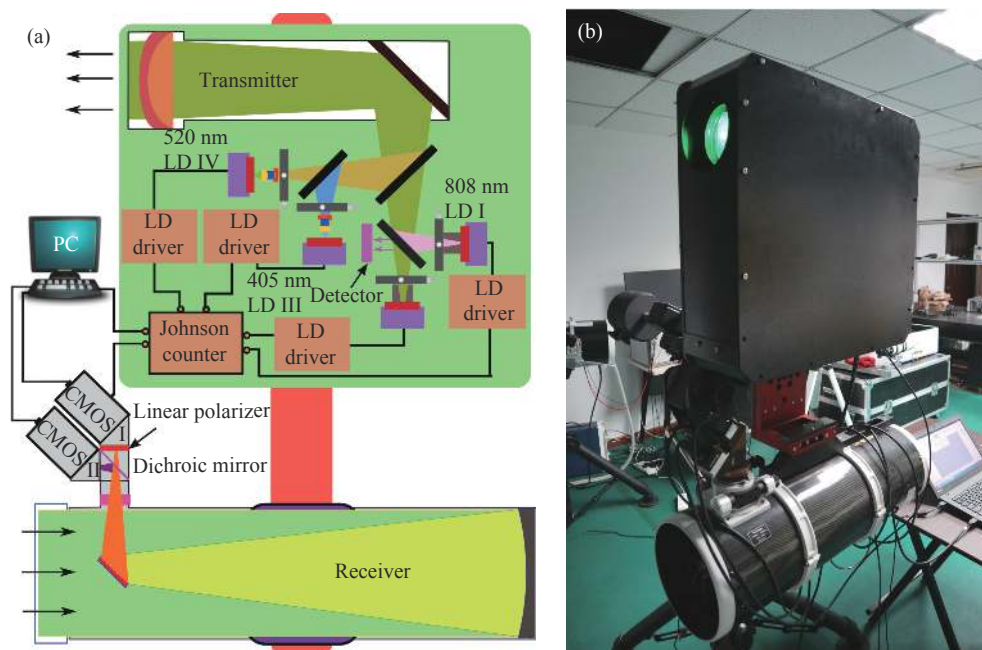 (a)
Transmitter
520 nm
LD IV
808 nm
LD I
LD
driver
LD
driver
PC
405 nm
LD III
Detector
LD
driver
Johnson
counter
LD
driver
CMOS
I
Linear polarizer
CMOS
II
Dichroic mirror
Receiver
(b)